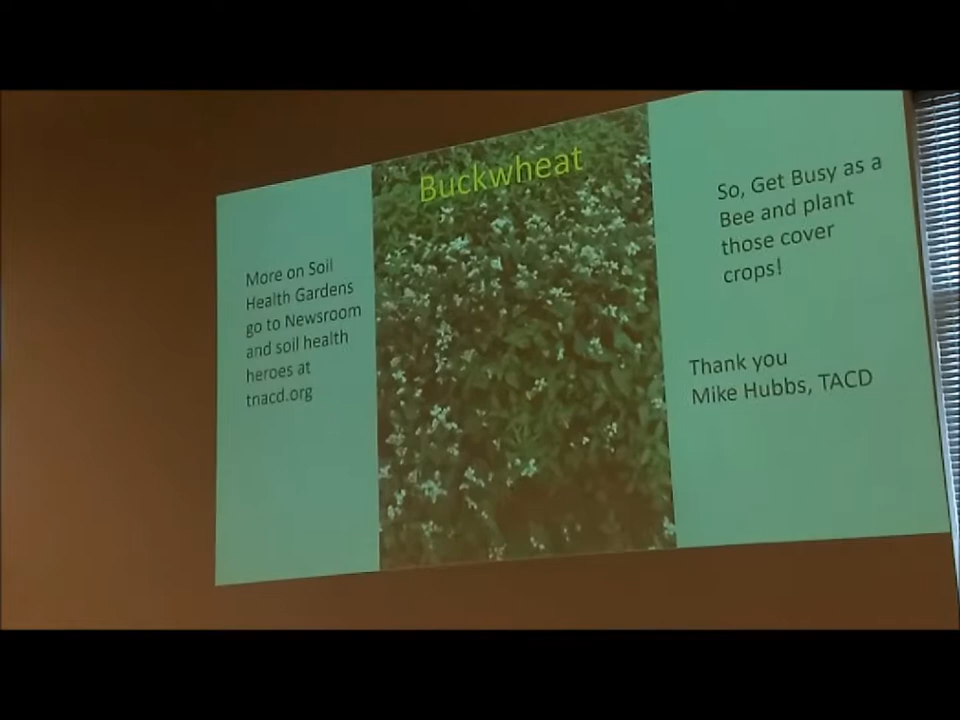 Buckwheat
More on Soil
Health Gardens
go to Newsroom
and soil health
heroes at
tnacd.org
So, Get Busy as a
Bee and plant
those cover
crops!
Thank you
Mike Hubbs, TACD